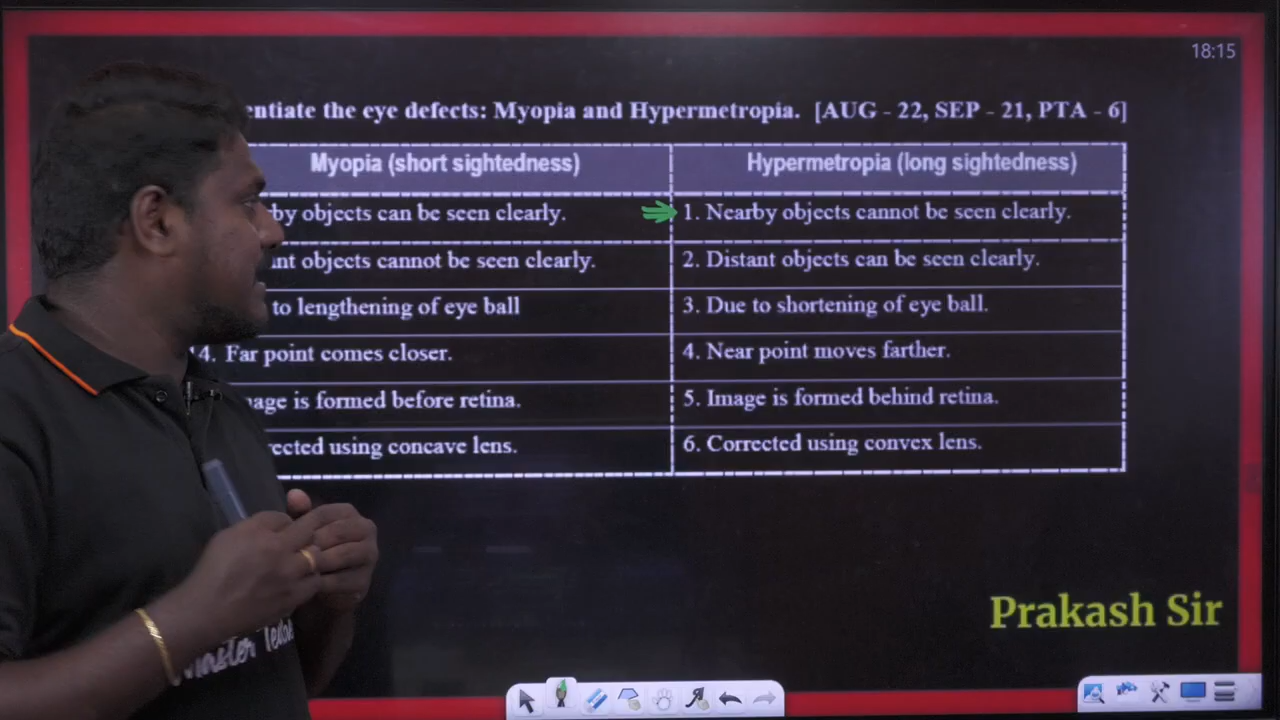 18:15
entiate the eye defects: Myopia and Hypermetropia. [AUG - 22, SEP - 21, PTA - 6]
Myopia (short sightedness) Hypermetropia (long sightedness)
by objects can be seen clearly. 1. Nearby objects cannot be seen clearly.
nt objects cannot be seen clearly. 2. Distant objects can be seen clearly.
to lengthening of eye ball 3. Due to shortening of eye ball.
4. Far point comes closer. 4. Near point moves farther.
age is formed before retina. 5. Image is formed behind retina.
rected using concave lens. 6. Corrected using convex lens.
Prakash Sir
Master